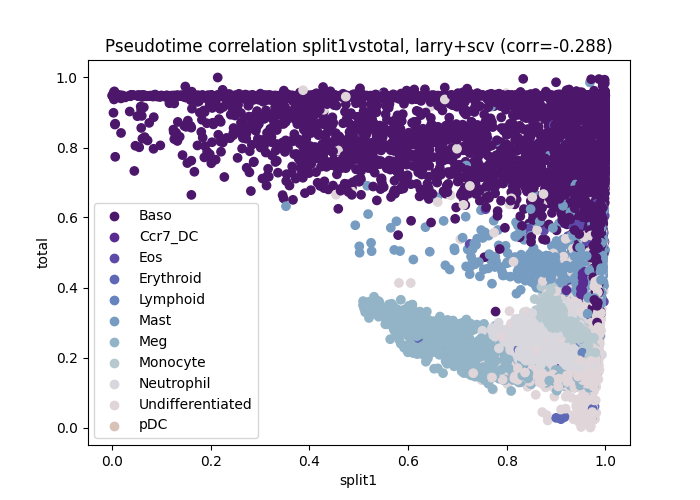 Pseudotime correlation split1vstotal, larry+scv (corr=-0.288)
1.0
0.8
0.6
0.4
0.2
0.0
total
Baso
Ccr7_DC
Eos
Erythroid
Lymphoid
Mast
Meg
Monocyte
Neutrophil
Undifferentiated
pDC
0.0
0.2
0.4
0.6
0.8
1.0
split1